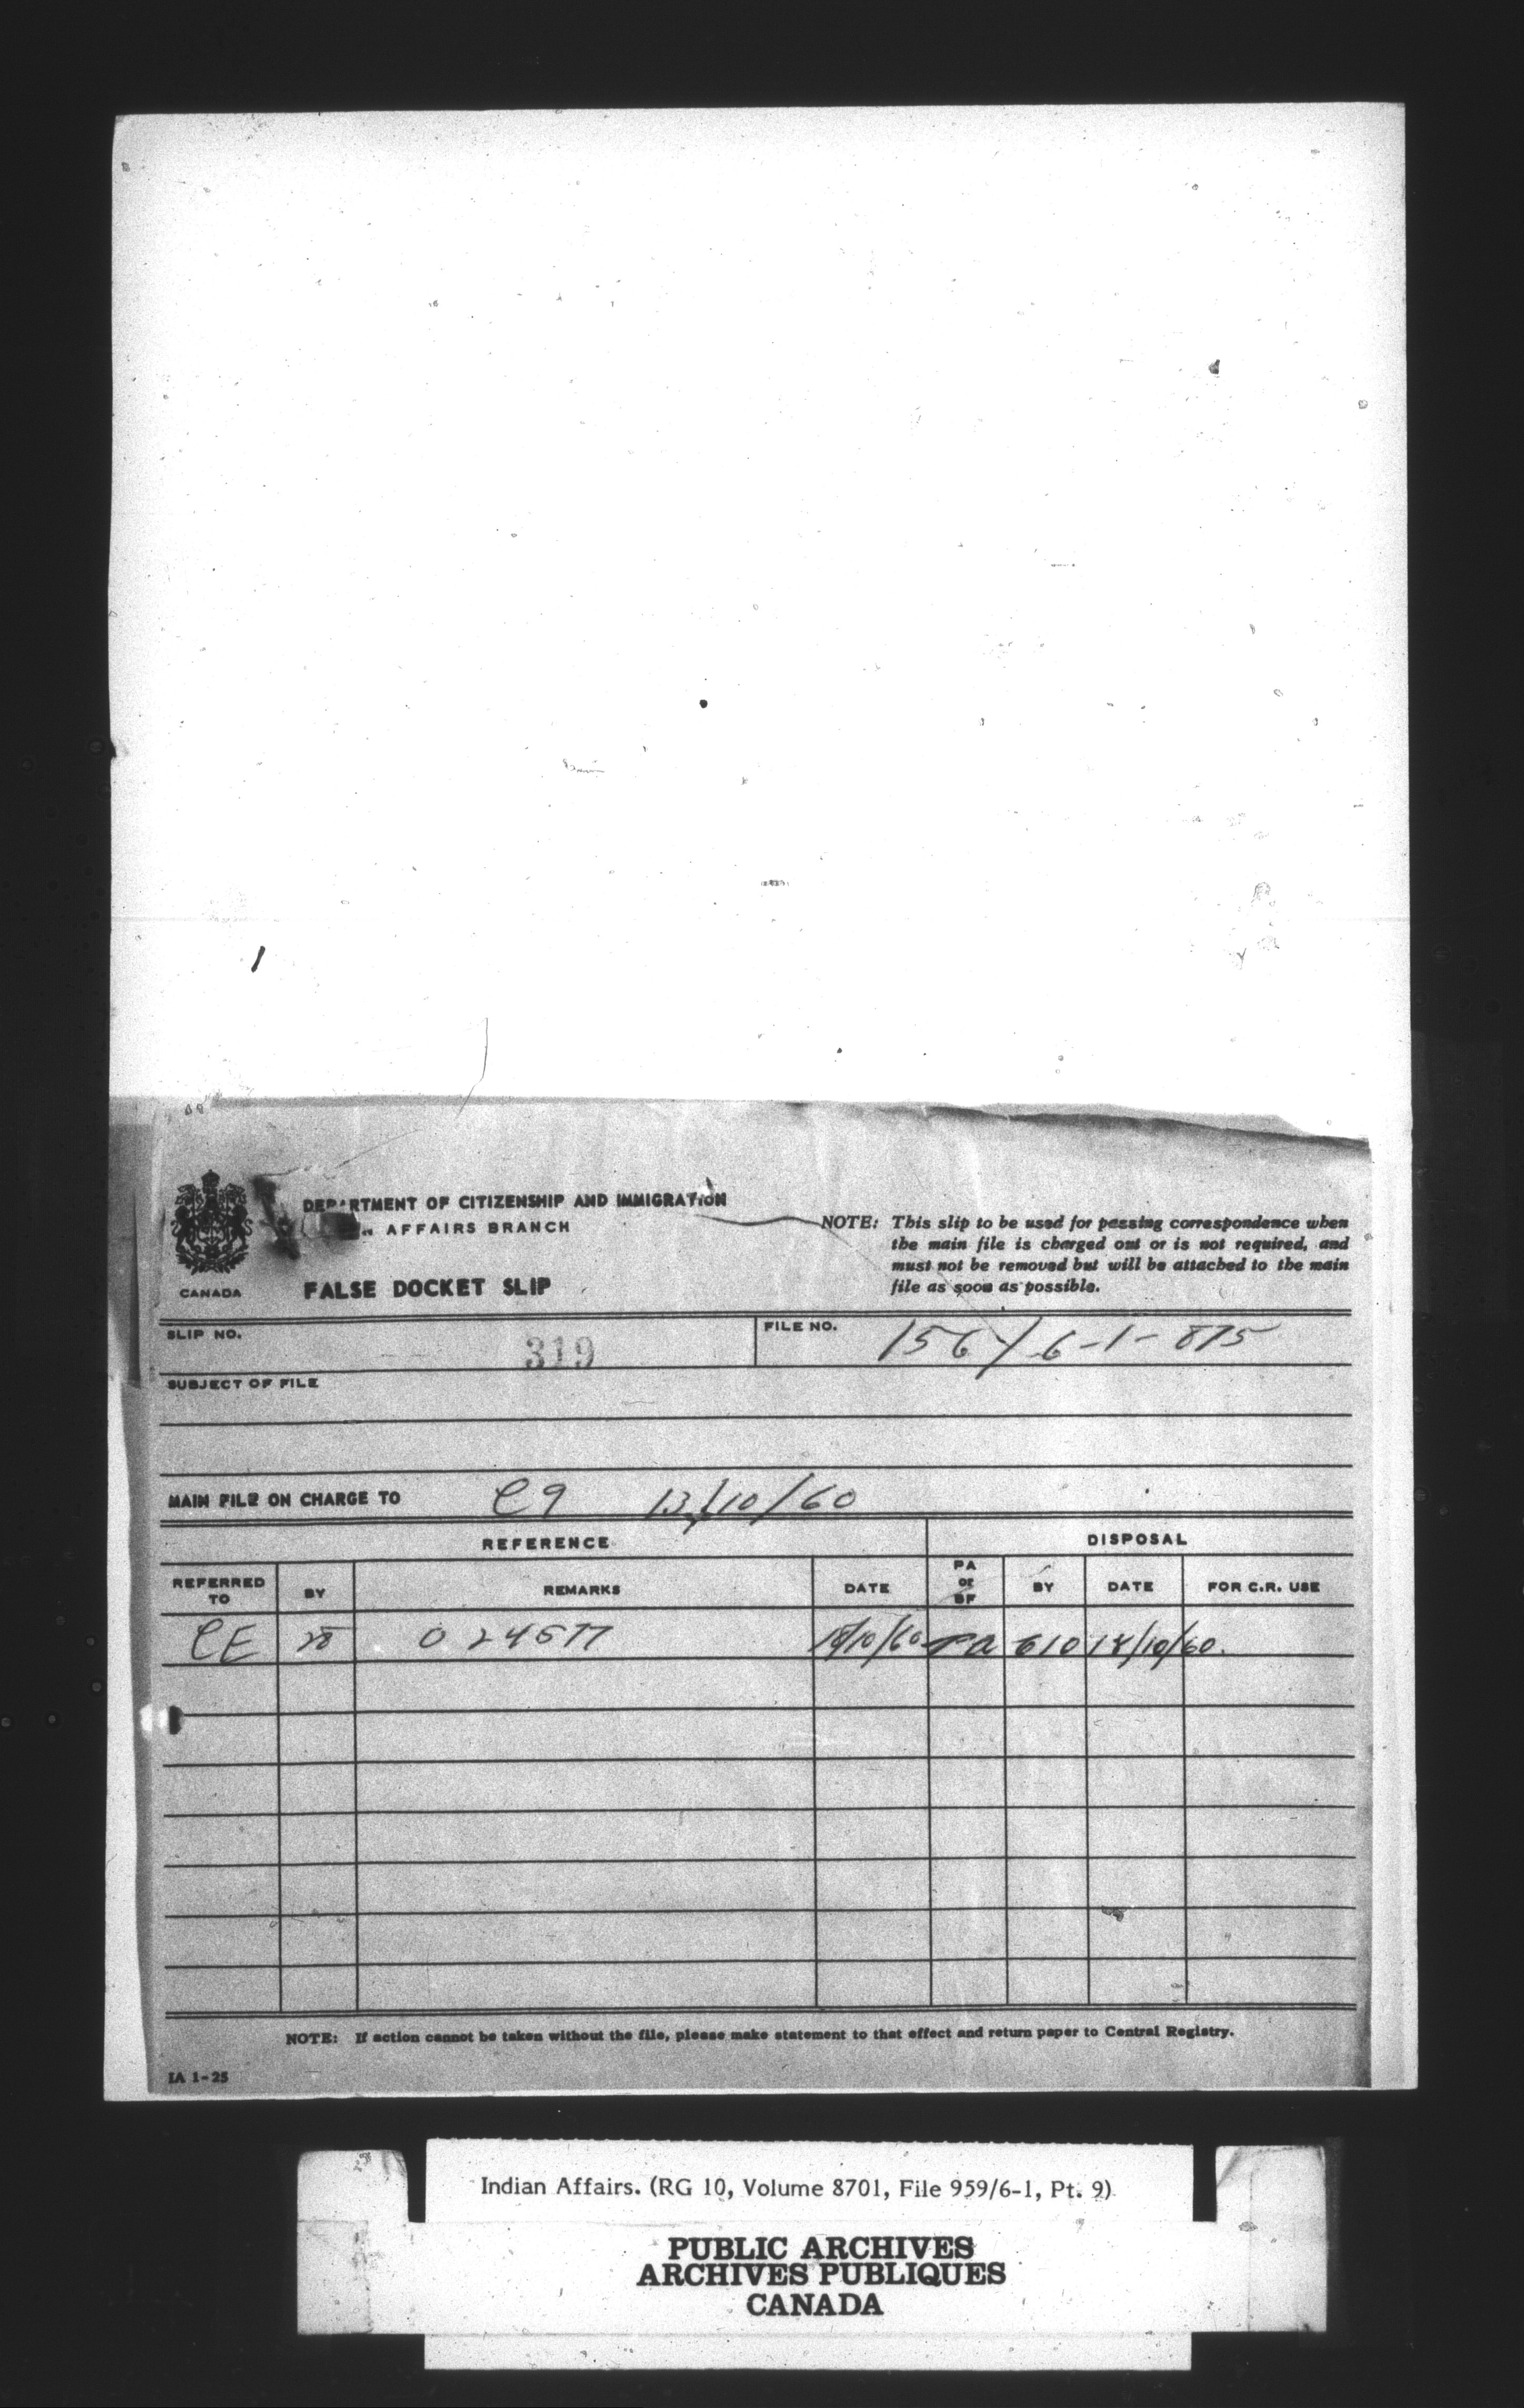 DEPARTMENT OF CITIZENSHIP AND IMMIGRATION
AFFAIRS BRANCH
CANADA
FALSE DOCKET SLIP
NOTE: This slip to be used for passing correspondence when
the main file is charged out or is not required, and
must not be removed but will be attached to the main
file as soon as possible.
SLIP NO. 319
FILE NO. 156/6-1-875
SUBJECT OF FILE
MAIN FILE ON CHARGE TO C9 13/10/60
REFERENCE DISPOSAL
REFERRED TO BY REMARKS DATE PA or BF BY DATE FOR C.R. USE
CE /10/60 PA 610 18/10/60.
NOTE: If action cannot be taken without the file, please make statement to that effect and return paper to Central Registry.
IA 1-25
Indian Affairs. (RG 10, Volume 8701, File 959/6-1, Pt. 9)
PUBLIC ARCHIVES
ARCHIVES PUBLIQUES
CANADA